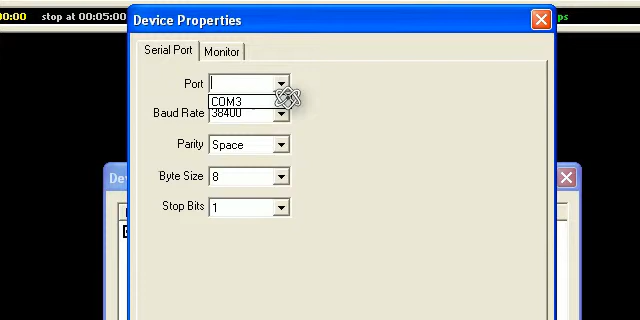 :00 stop at 00:05:00 ps
Device Properties
Serial Port Monitor
Port
COM3
Baud Rate 38400
Parity Space
De
Byte Size 8
Stop Bits 1